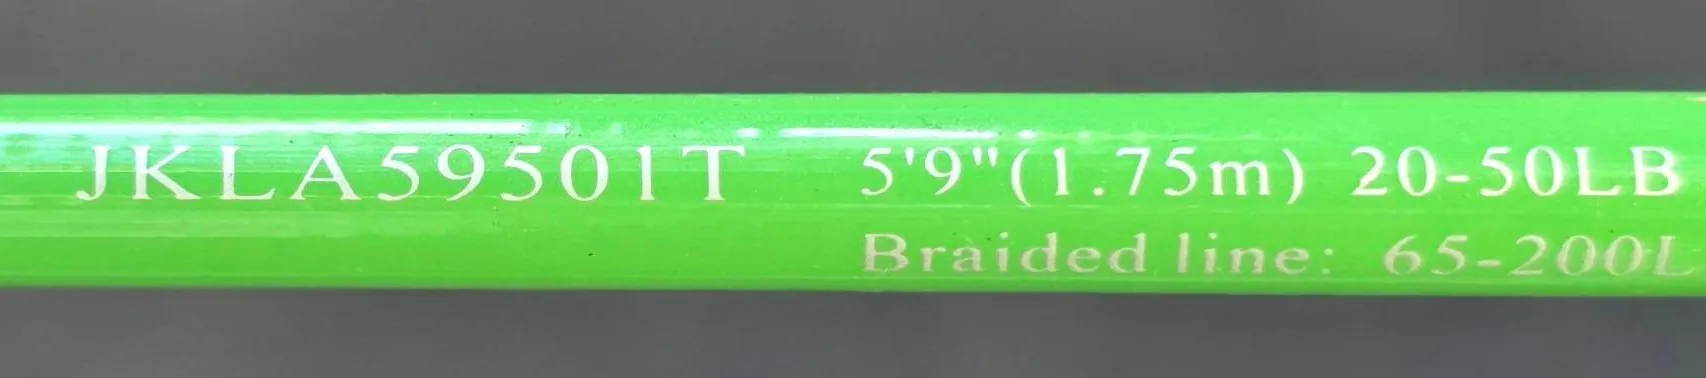 JKLA59501T 5'9"(1.75m) 20-50LB
Braided line: 65-200L